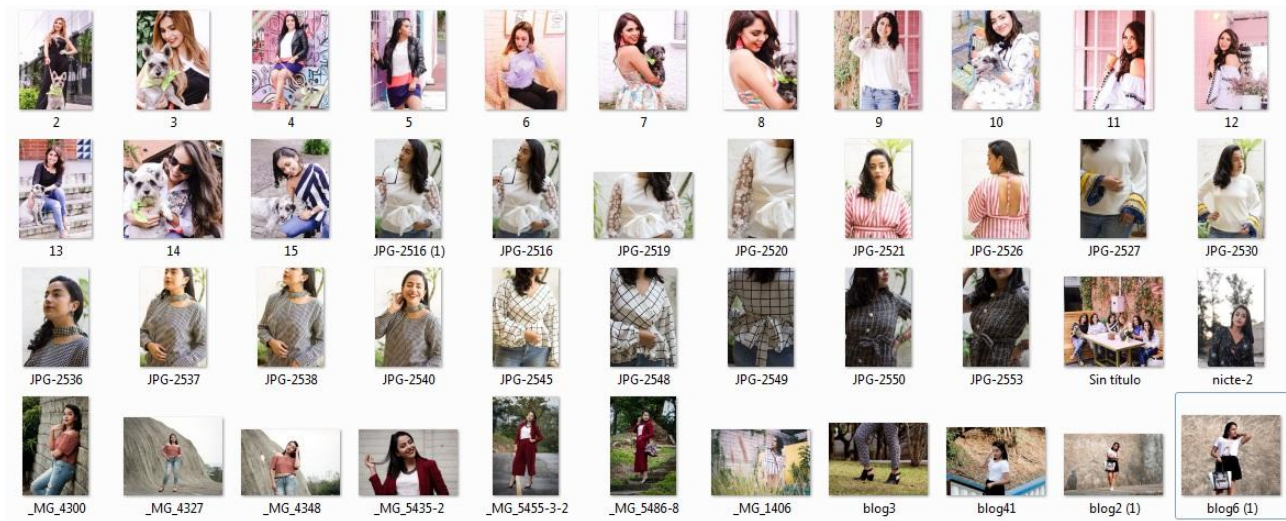 2 3 4 5 6 7 8 9 10 11 12
13 14 15 JPG-2516 (1) JPG-2516 JPG-2519 JPG-2520 JPG-2521 JPG-2526 JPG-2527 JPG-2530
JPG-2536 JPG-2537 JPG-2538 JPG-2540 JPG-2545 JPG-2548 JPG-2549 JPG-2550 JPG-2553 Sin título nicte-2
_MG_4300 _MG_4327 _MG_4348 _MG_5435-2 _MG_5455-3-2 _MG_5486-8 _MG_1406 blog3 blog41 blog2 (1) blog6 (1)